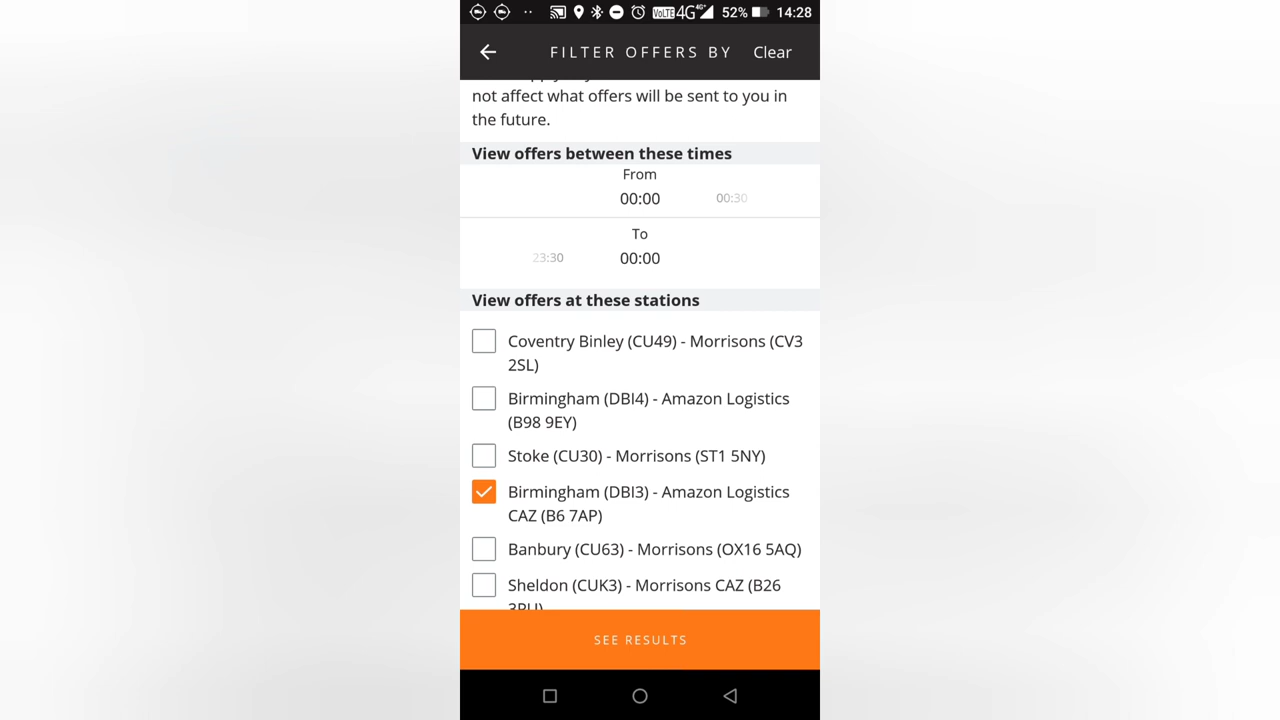 VoLTE 4G 4G+ 52% 14:28
FILTER OFFERS BY Clear
not affect what offers will be sent to you in
the future.
View offers between these times
From
00:00 00:30
To
23:30 00:00
View offers at these stations
Coventry Binley (CU49) - Morrisons (CV3
2SL)
Birmingham (DBI4) - Amazon Logistics
(B98 9EY)
Stoke (CU30) - Morrisons (ST1 5NY)
Birmingham (DBI3) - Amazon Logistics
CAZ (B6 7AP)
Banbury (CU63) - Morrisons (OX16 5AQ)
Sheldon (CUK3) - Morrisons CAZ (B26
SEE RESULTS